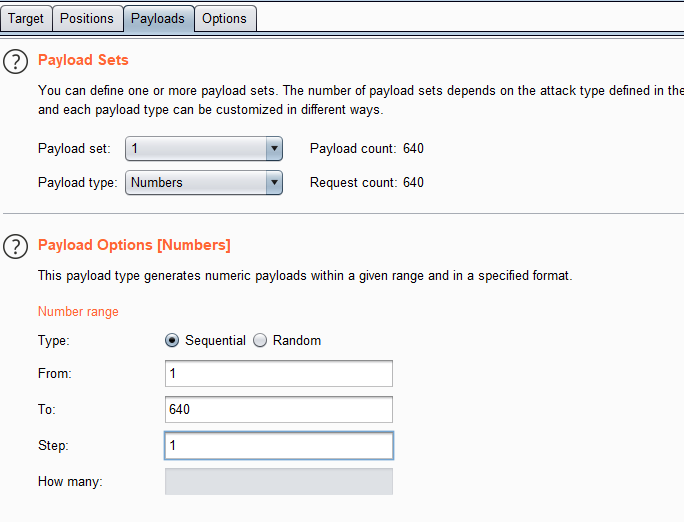 Target Positions Payloads Options
? Payload Sets
You can define one or more payload sets. The number of payload sets depends on the attack type defined in the
and each payload type can be customized in different ways.
Payload set: 1 Payload count: 640
Payload type: Numbers Request count: 640
? Payload Options [Numbers]
This payload type generates numeric payloads within a given range and in a specified format.
Number range
Type: Sequential Random
From: 1
To: 640
Step: 1
How many: